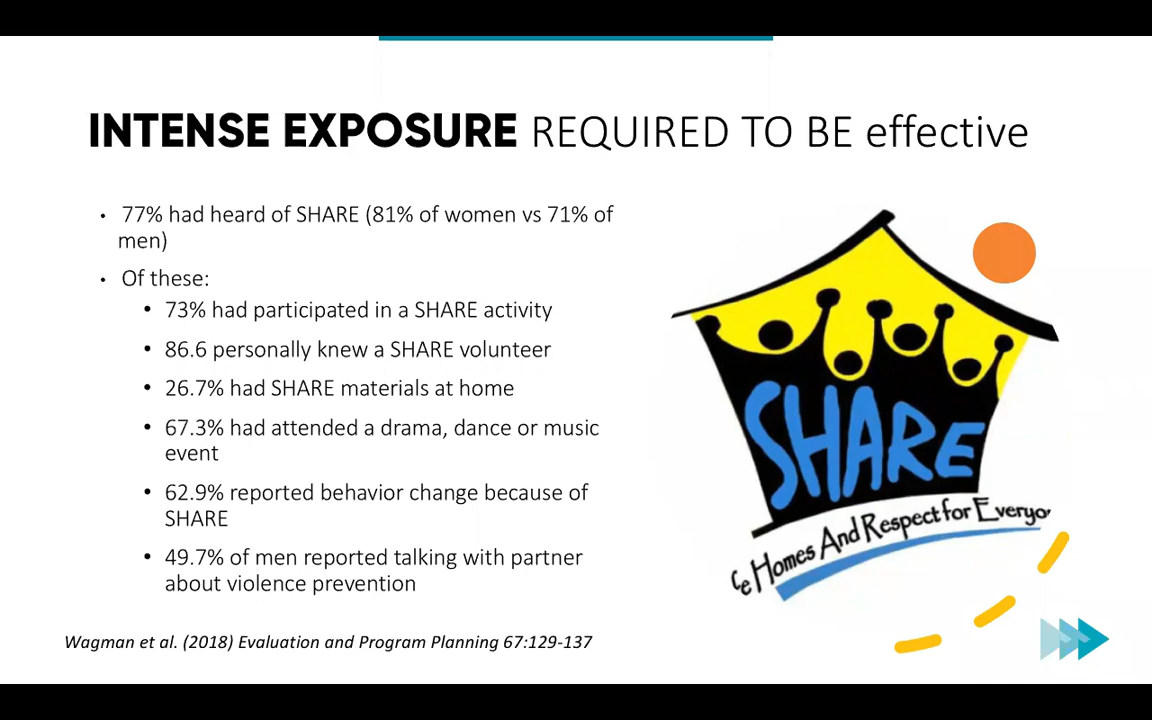 INTENSE EXPOSURE REQUIRED TO BE effective
• 77% had heard of SHARE (81% of women vs 71% of
men)
• Of these:
• 73% had participated in a SHARE activity
• 86.6 personally knew a SHARE volunteer
• 26.7% had SHARE materials at home
• 67.3% had attended a drama, dance or music
event
• 62.9% reported behavior change because of
SHARE
• 49.7% of men reported talking with partner
about violence prevention
Wagman et al. (2018) Evaluation and Program Planning 67:129-137
SHARE
Homes And Respect for